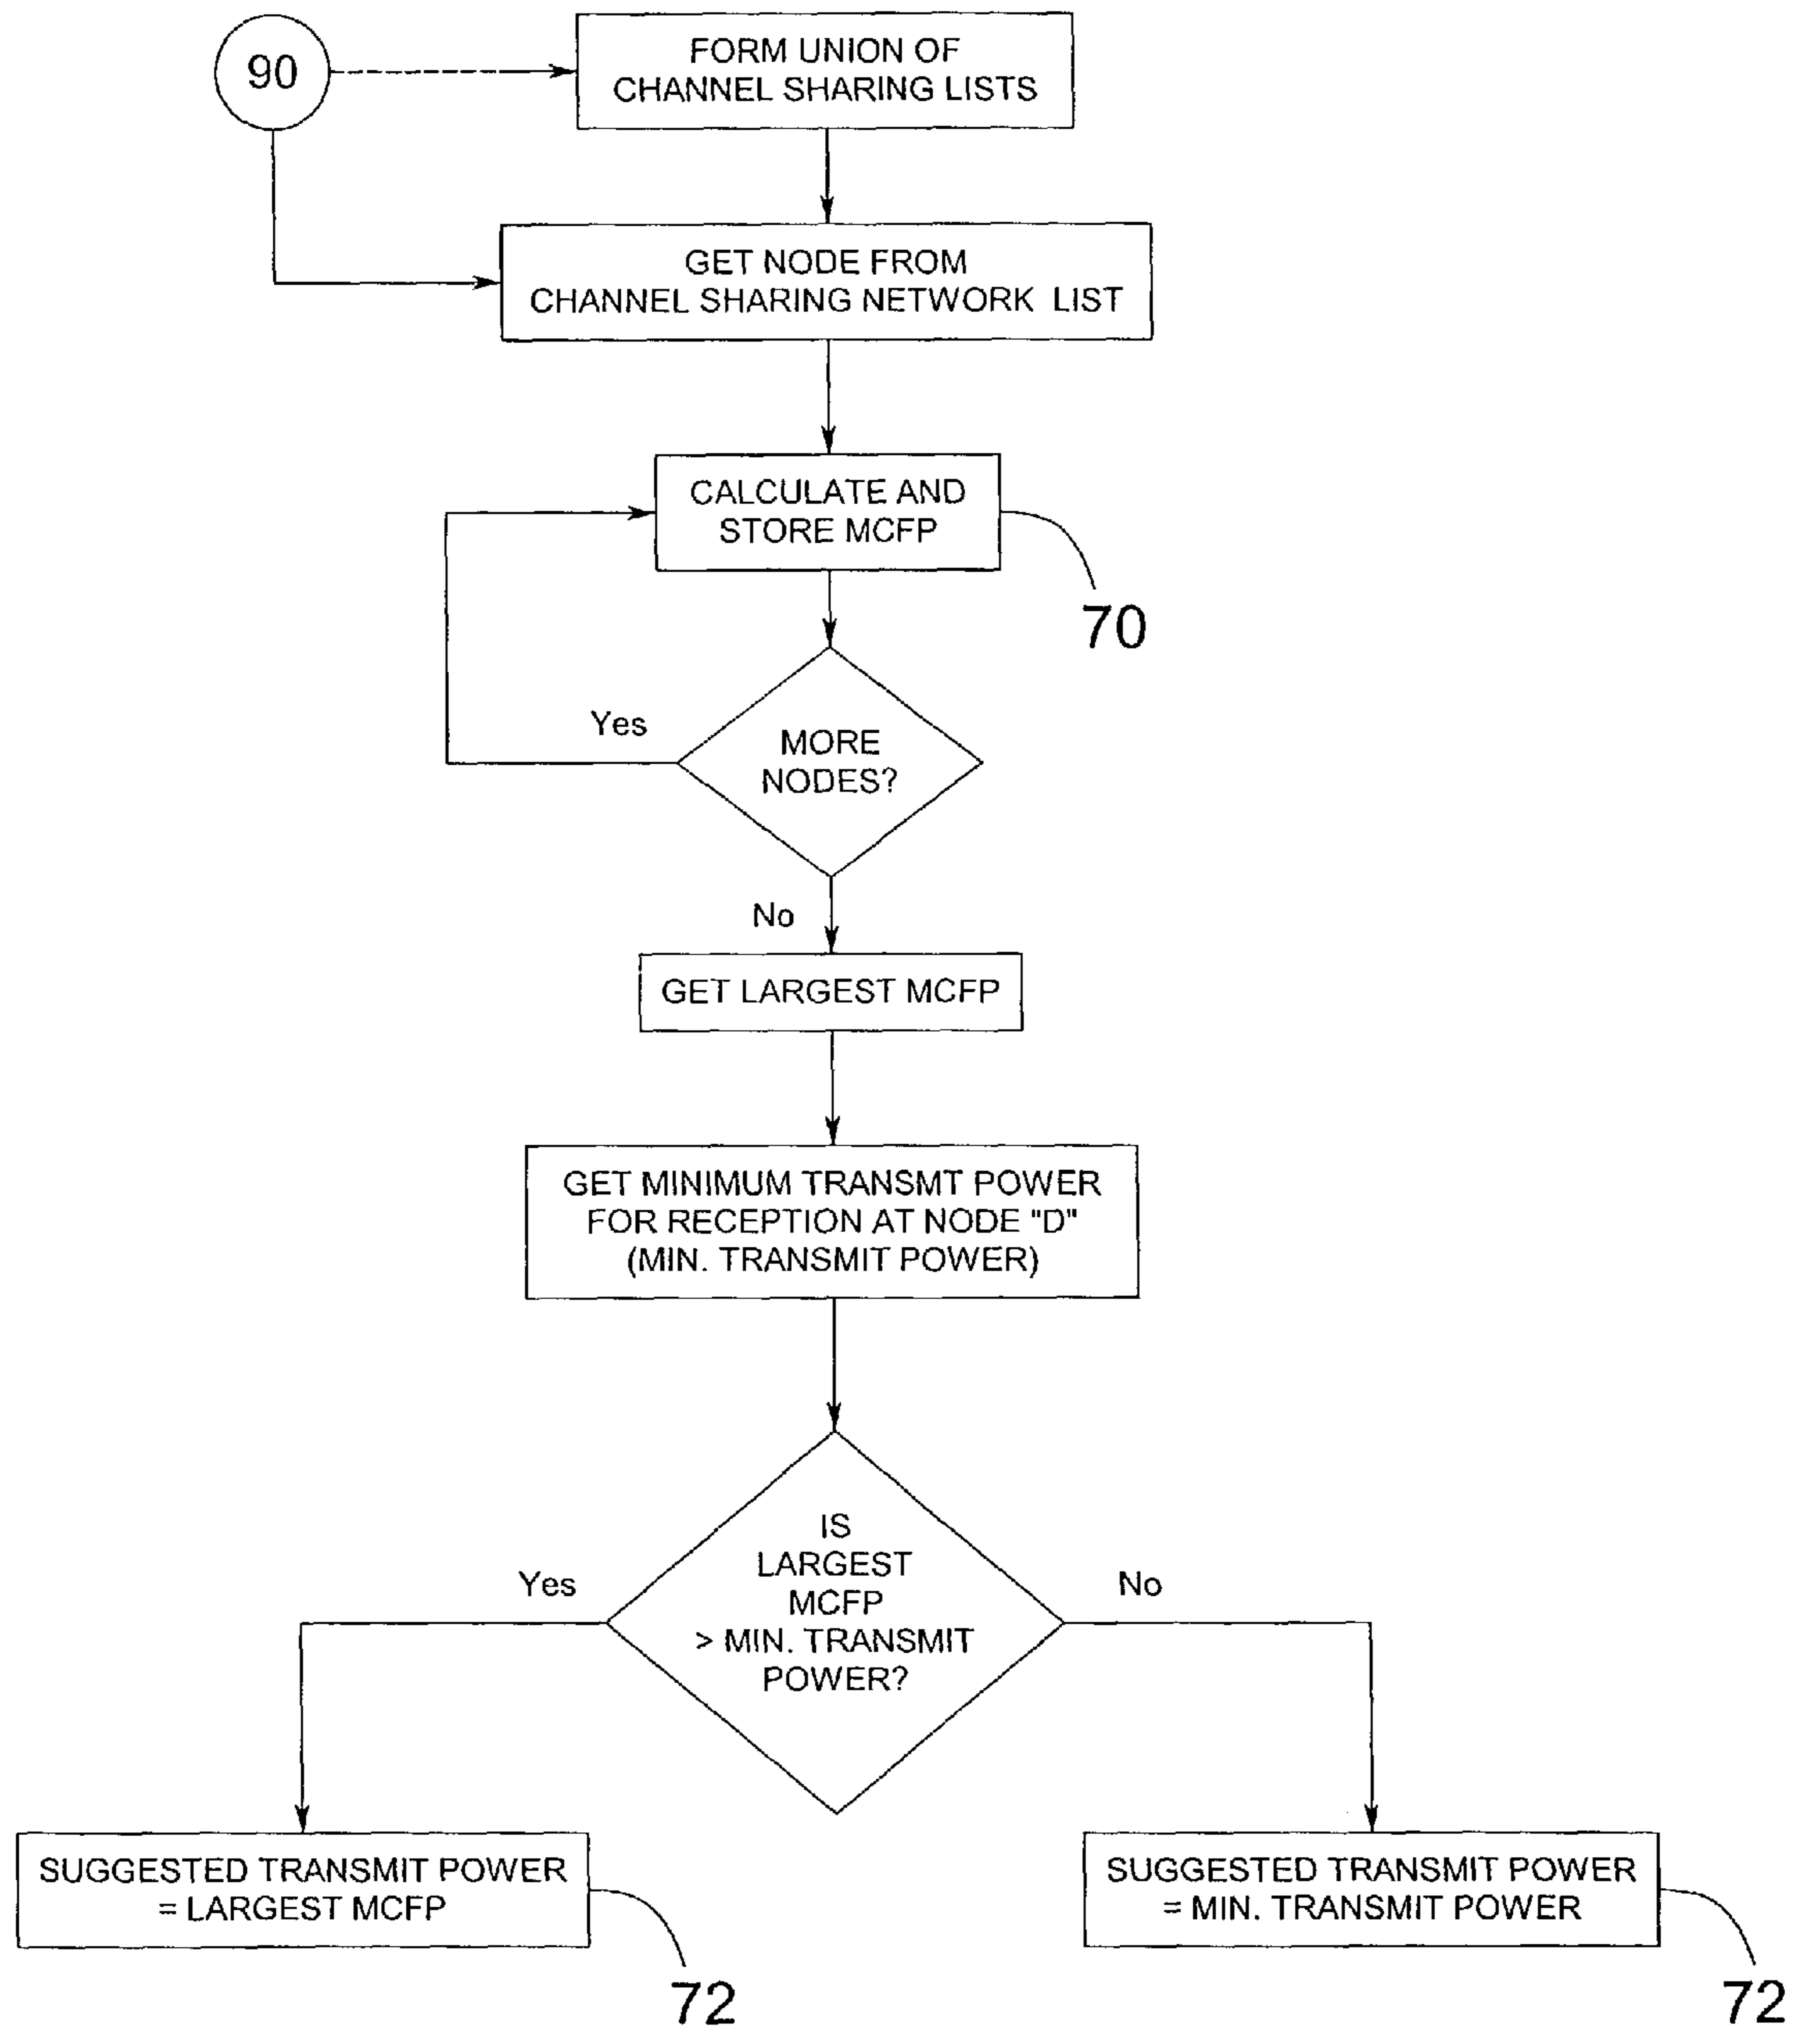 90
FORM UNION OF
CHANNEL SHARING LISTS
GET NODE FROM
CHANNEL SHARING NETWORK LIST
CALCULATE AND
STORE MCFP
70
Yes
MORE
NODES?
No
GET LARGEST MCFP
GET MINIMUM TRANSMT POWER
FOR RECEPTION AT NODE "D"
(MIN. TRANSMIT POWER)
IS
LARGEST
MCFP
> MIN. TRANSMIT
POWER?
Yes
No
SUGGESTED TRANSMIT POWER
= LARGEST MCFP
72
SUGGESTED TRANSMIT POWER
= MIN. TRANSMIT POWER
72